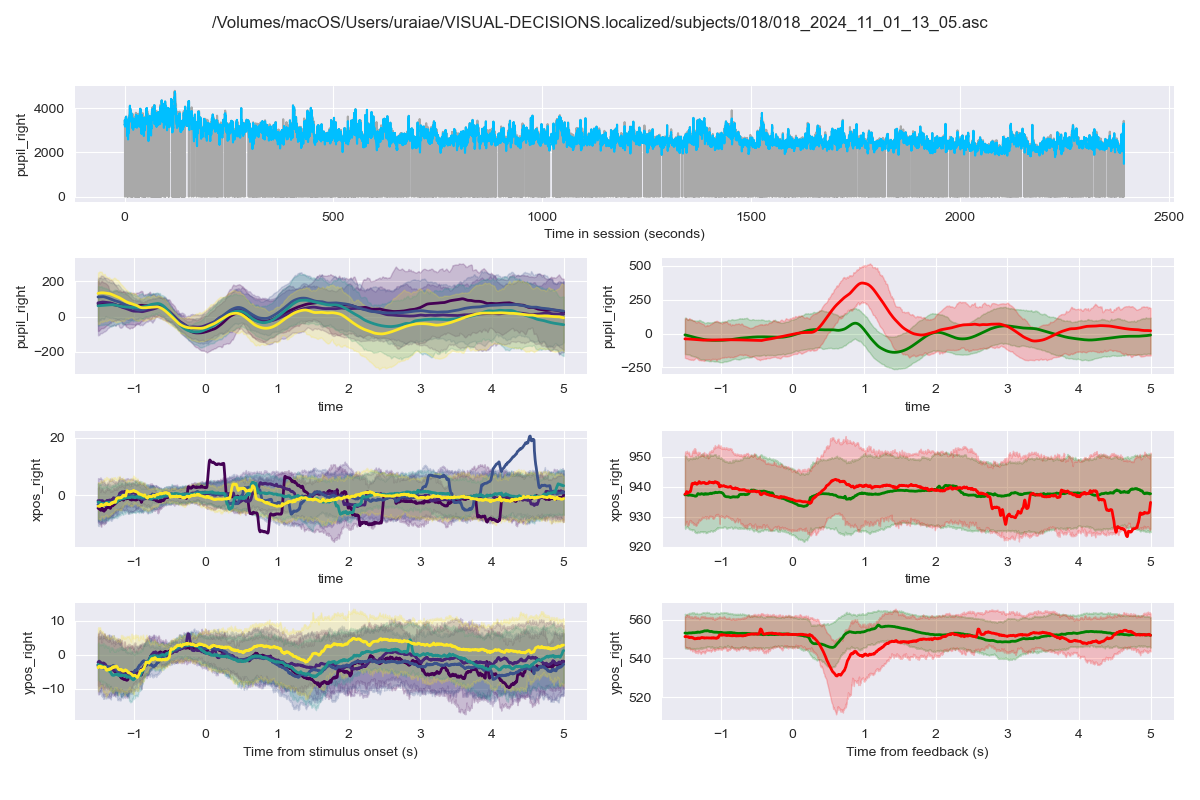 /Volumes/macOS/Users/uraiae/VISUAL-DECISIONS.localized/subjects/018/018_2024_11_01_13_05.asc
pupil_right
4000
2000
0
0 500 1000 1500 2000 2500
Time in session (seconds)
pupil_right
200
0
−200
−1 0 1 2 3 4 5
time
pupil_right
500
250
0
−250
−1 0 1 2 3 4 5
time
xpos_right
20
0
−1 0 1 2 3 4 5
time
xpos_right
950
940
930
920
−1 0 1 2 3 4 5
time
ypos_right
10
0
−10
−1 0 1 2 3 4 5
Time from stimulus onset (s)
ypos_right
560
540
520
−1 0 1 2 3 4 5
Time from feedback (s)